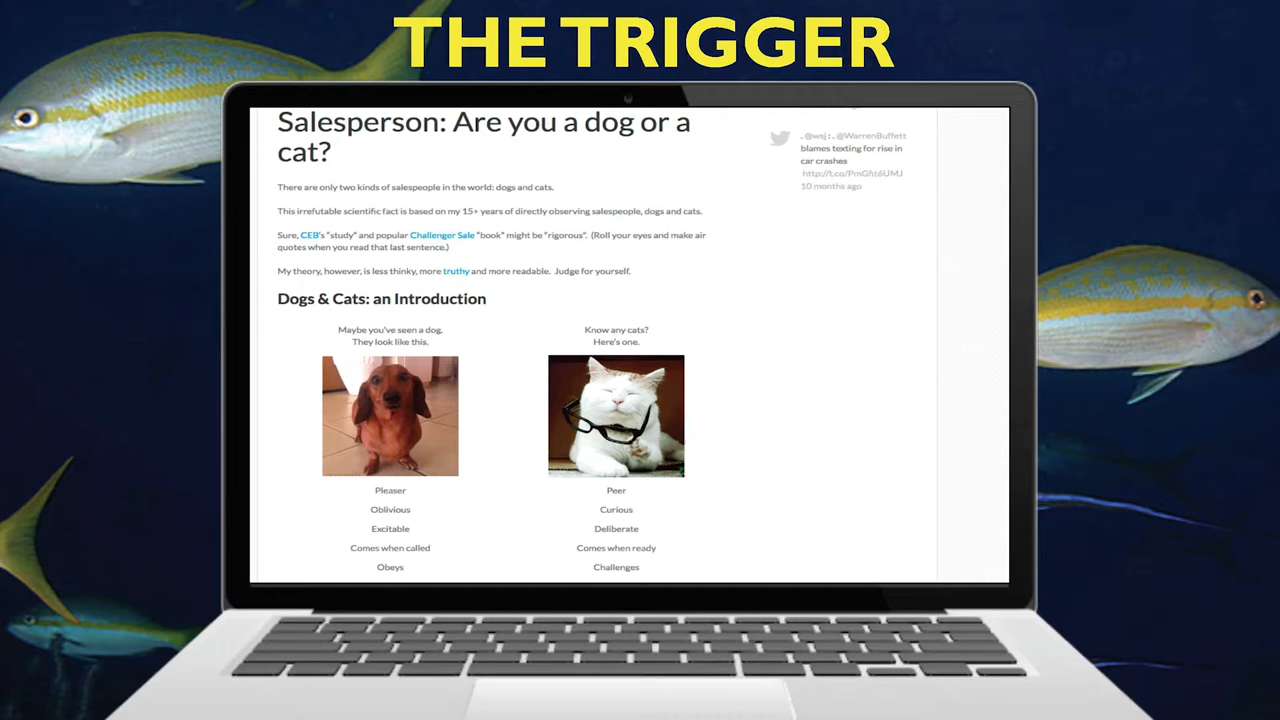 THE TRIGGER
Salesperson: Are you a dog or a
cat?
There are only two kinds of salespeople in the world: dogs and cats.
This irrefutable scientific fact is based on my 15+ years of directly observing salespeople, dogs and cats.
Sure, CEB's "study" and popular Challenger Sale "book" might be "rigorous". (Roll your eyes and make air
quotes when you read that last sentence.)
My theory, however, is less thinky, more truthy and more readable. Judge for yourself.
Dogs & Cats: an Introduction
Maybe you've seen a dog.
They look like this.
Pleaser
Oblivious
Excitable
Comes when called
Obeys
Know any cats?
Here's one.
Peer
Curious
Deliberate
Comes when ready
Challenges
. @wsj : . @WarrenBuffett
blames texting for rise in
car crashes
10 months ago